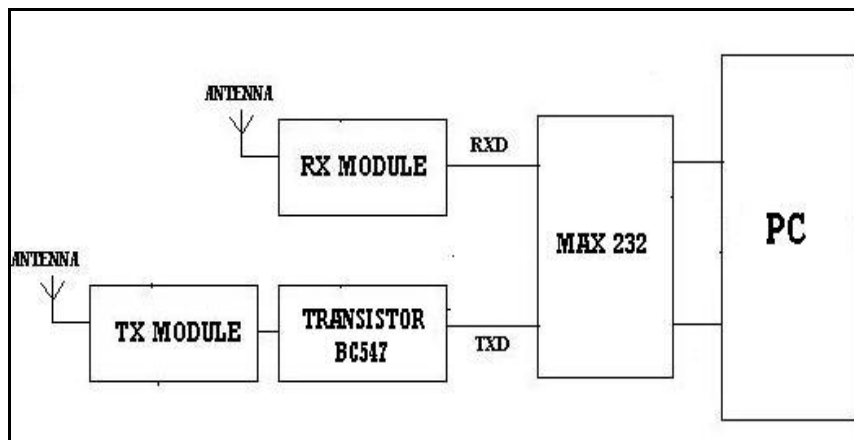 ANTENNA
RX MODULE
RXD
MAX 232
PC
ANTENNA
TX MODULE
TRANSISTOR
BC547
TXD